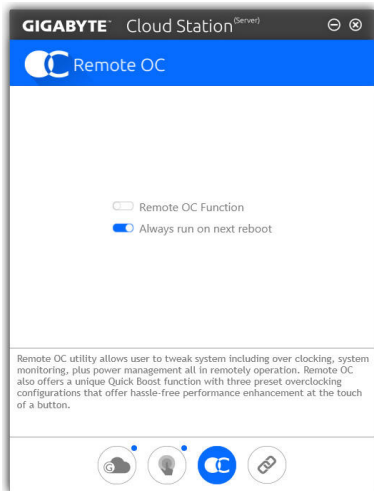 GIGABYTE™ Cloud Station (Server)
Remote OC
Remote OC Function
Always run on next reboot
Remote OC utility allows user to tweak system including over clocking, system
monitoring, plus power management all in remotely operation. Remote OC
also offers a unique Quick Boost function with three preset overclocking
configurations that offer hassle-free performance enhancement at the touch
of a button.
G